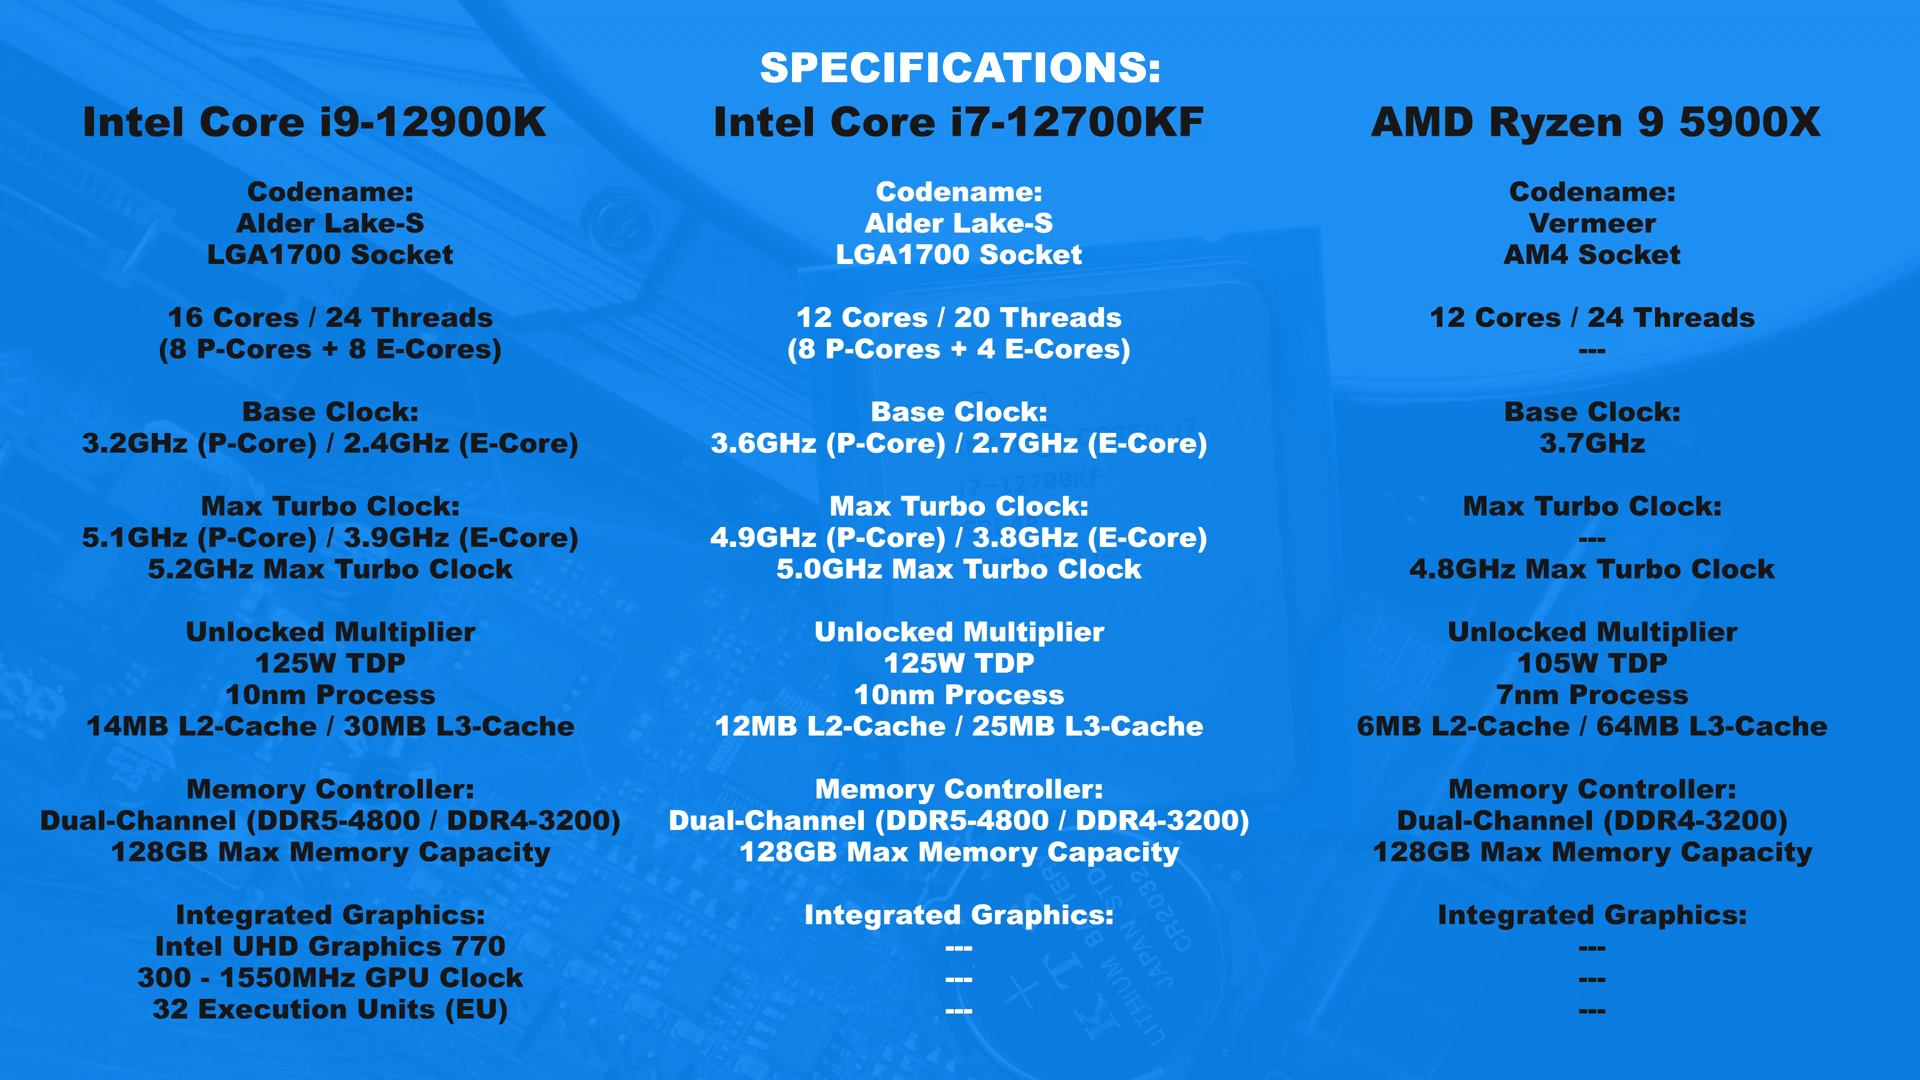 SPECIFICATIONS:
Intel Core i9-12900K
Codename:
Alder Lake-S
LGA1700 Socket
16 Cores / 24 Threads
(8 P-Cores + 8 E-Cores)
Base Clock:
3.2GHz (P-Core) / 2.4GHz (E-Core)
Max Turbo Clock:
5.1GHz (P-Core) / 3.9GHz (E-Core)
5.2GHz Max Turbo Clock
Unlocked Multiplier
125W TDP
10nm Process
14MB L2-Cache / 30MB L3-Cache
Memory Controller:
Dual-Channel (DDR5-4800 / DDR4-3200)
128GB Max Memory Capacity
Integrated Graphics:
Intel UHD Graphics 770
300 - 1550MHz GPU Clock
32 Execution Units (EU)
Intel Core i7-12700KF
Codename:
Alder Lake-S
LGA1700 Socket
12 Cores / 20 Threads
(8 P-Cores + 4 E-Cores)
Base Clock:
3.6GHz (P-Core) / 2.7GHz (E-Core)
Max Turbo Clock:
4.9GHz (P-Core) / 3.8GHz (E-Core)
5.0GHz Max Turbo Clock
Unlocked Multiplier
125W TDP
10nm Process
12MB L2-Cache / 25MB L3-Cache
Memory Controller:
Dual-Channel (DDR5-4800 / DDR4-3200)
128GB Max Memory Capacity
Integrated Graphics:
---
---
---
AMD Ryzen 9 5900X
Codename:
Vermeer
AM4 Socket
12 Cores / 24 Threads
---
Base Clock:
3.7GHz
Max Turbo Clock:
---
4.8GHz Max Turbo Clock
Unlocked Multiplier
105W TDP
7nm Process
6MB L2-Cache / 64MB L3-Cache
Memory Controller:
Dual-Channel (DDR4-3200)
128GB Max Memory Capacity
Integrated Graphics:
---
---
---
i7-12700KF
LITHIUM
JAPAN
CR2032